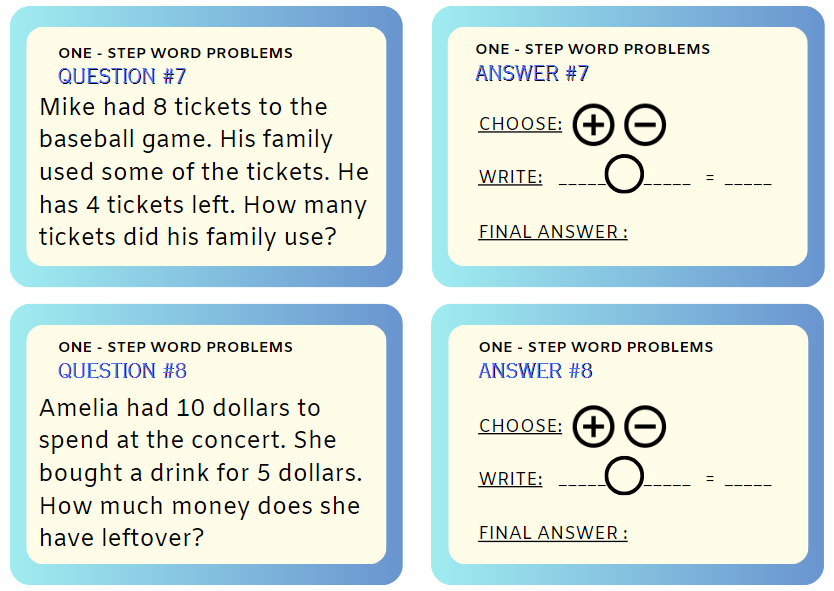 ONE - STEP WORD PROBLEMS
QUESTION #7
Mike had 8 tickets to the
baseball game. His family
used some of the tickets. He
has 4 tickets left. How many
tickets did his family use?
ONE - STEP WORD PROBLEMS
ANSWER #7
CHOOSE: + −
WRITE: _____ _____ = _____
FINAL ANSWER :
ONE - STEP WORD PROBLEMS
QUESTION #8
Amelia had 10 dollars to
spend at the concert. She
bought a drink for 5 dollars.
How much money does she
have leftover?
ONE - STEP WORD PROBLEMS
ANSWER #8
CHOOSE: + −
WRITE: _____ _____ = _____
FINAL ANSWER :